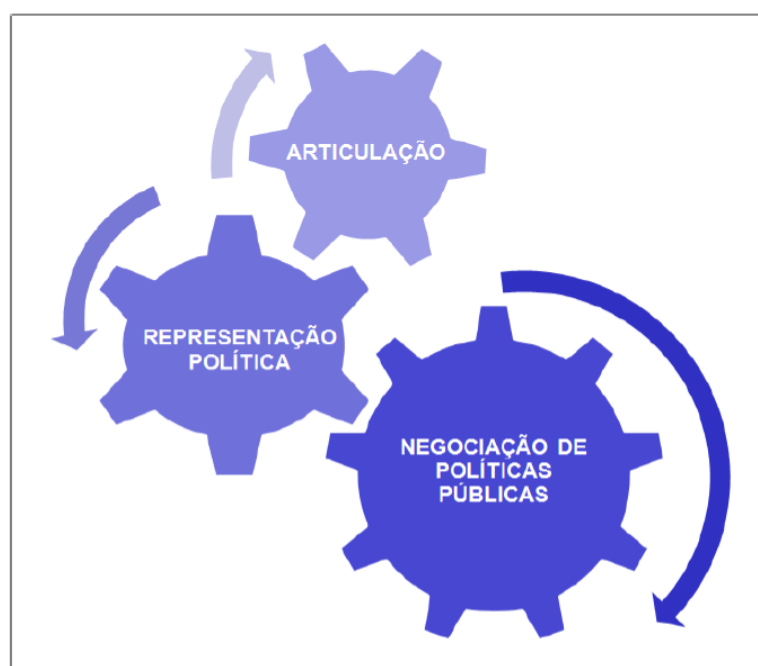 ARTICULAÇÃO
REPRESENTAÇÃO
POLÍTICA
NEGOCIAÇÃO DE
POLÍTICAS
PÚBLICAS